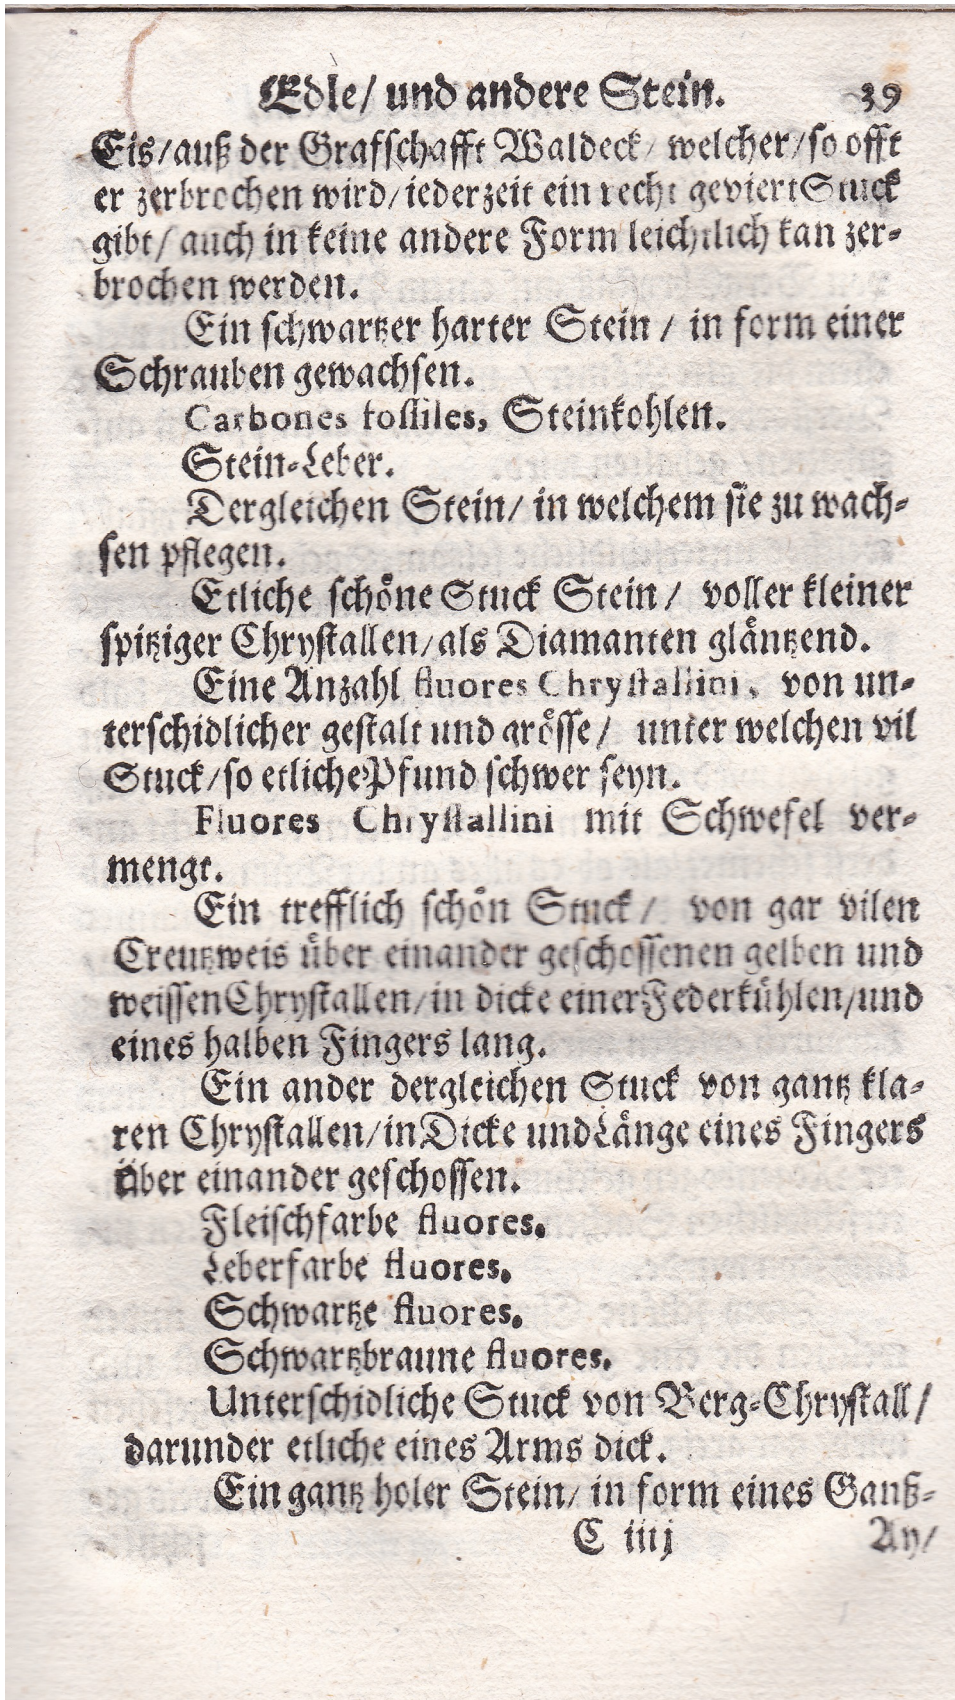 Edle/ und andere Stein. 39
Eis/auß der Grafschafft Waldeck/ welcher/so offt
er zerbrochen wird/iederzeit ein recht geviert Stuck
gibt/ auch in keine andere Form leichtlich kan zer-
brochen werden.
Ein schwartzer harter Stein / in form einer
Schrauben gewachsen.
Carbones fossiles, Steinkohlen.
Stein-Leber.
Dergleichen Stein/ in welchem sie zu wach-
sen pflegen.
Etliche schöne Stuck Stein/ voller kleiner
spitziger Chrystallen/als Diamanten gläntzend.
Eine Anzahl fluores Chrystallini, von un-
terschidlicher gestalt und grösse/ unter welchen vil
Stuck/so etliche Pfund schwer seyn.
Fluores Chrystallini mit Schwefel ver-
mengt.
Ein trefflich schön Stuck/ von gar vilen
Creutzweis über einander geschossenen gelben und
weissen Chrystallen/in dicke einer Federkühlen/und
eines halben Fingers lang.
Ein ander dergleichen Stuck von gantz kla-
ren Chrystallen/in Dicke und Länge eines Fingers
über einander geschossen.
Fleischfarbe fluores.
Leberfarbe fluores.
Schwartze fluores.
Schwartzbraune fluores.
Unterschidliche Stuck von Berg-Chrystall/
darunder etliche eines Arms dick.
Ein gantz holer Stein/ in form eines Ganß-
C iiij Ay/